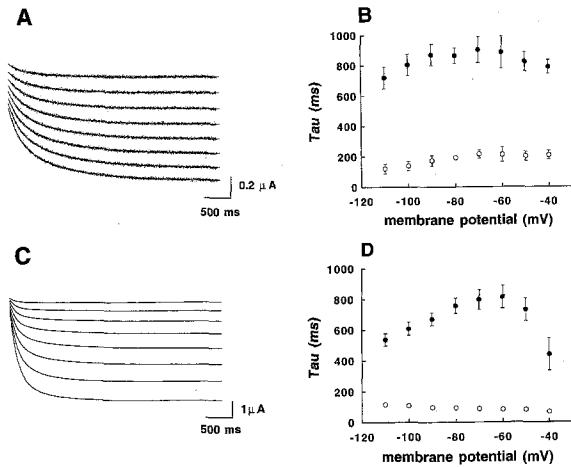 A
0.2 µA
500 ms
B
Tau (ms)
1000
800
600
400
200
0
-120 -100 -80 -60 -40
membrane potential (mV)
C
1µA
500 ms
D
Tau (ms)
1000
800
600
400
200
0
-120 -100 -80 -60 -40
membrane potential (mV)